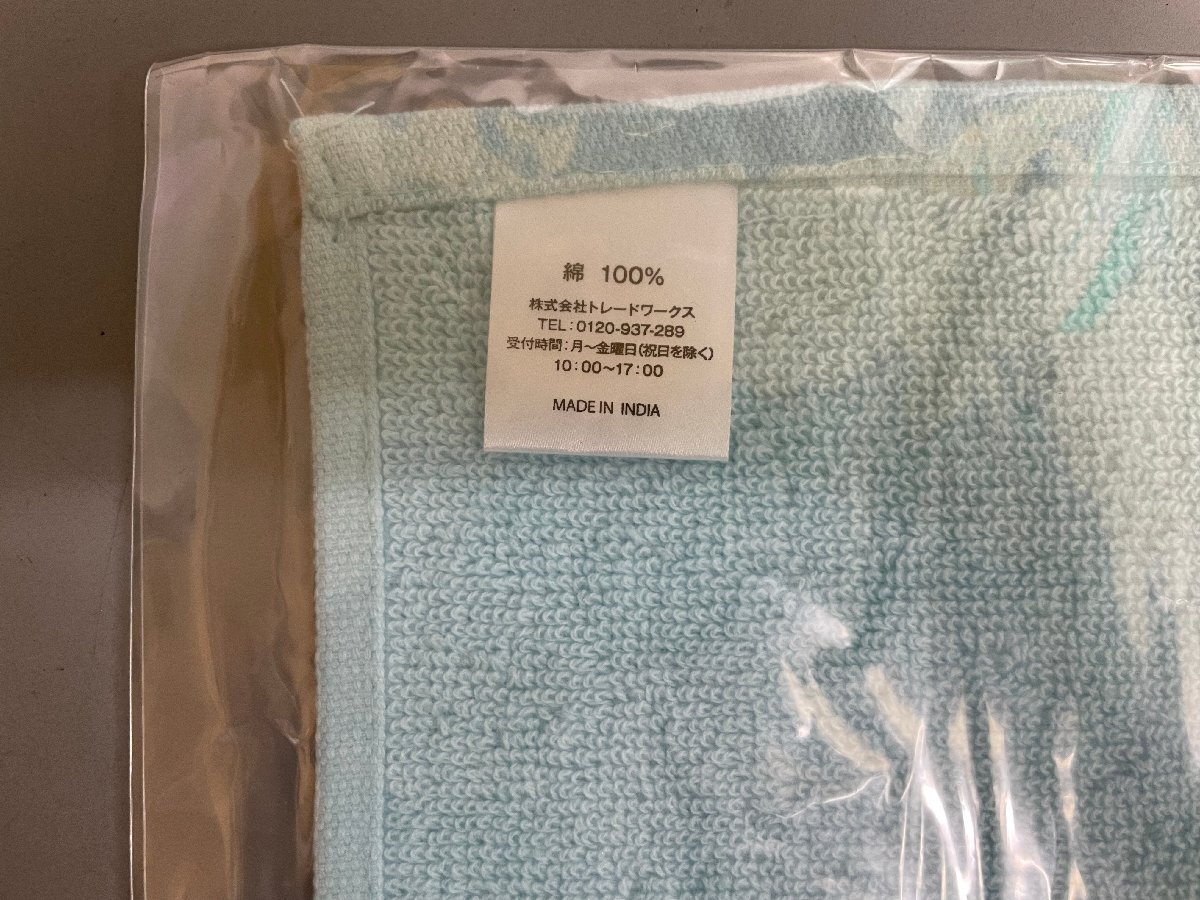 綿 100%
株式会社トレードワークス
TEL:0120-937-289
受付時間:月~金曜日(祝日を除く)
10:00~17:00
MADE IN INDIA